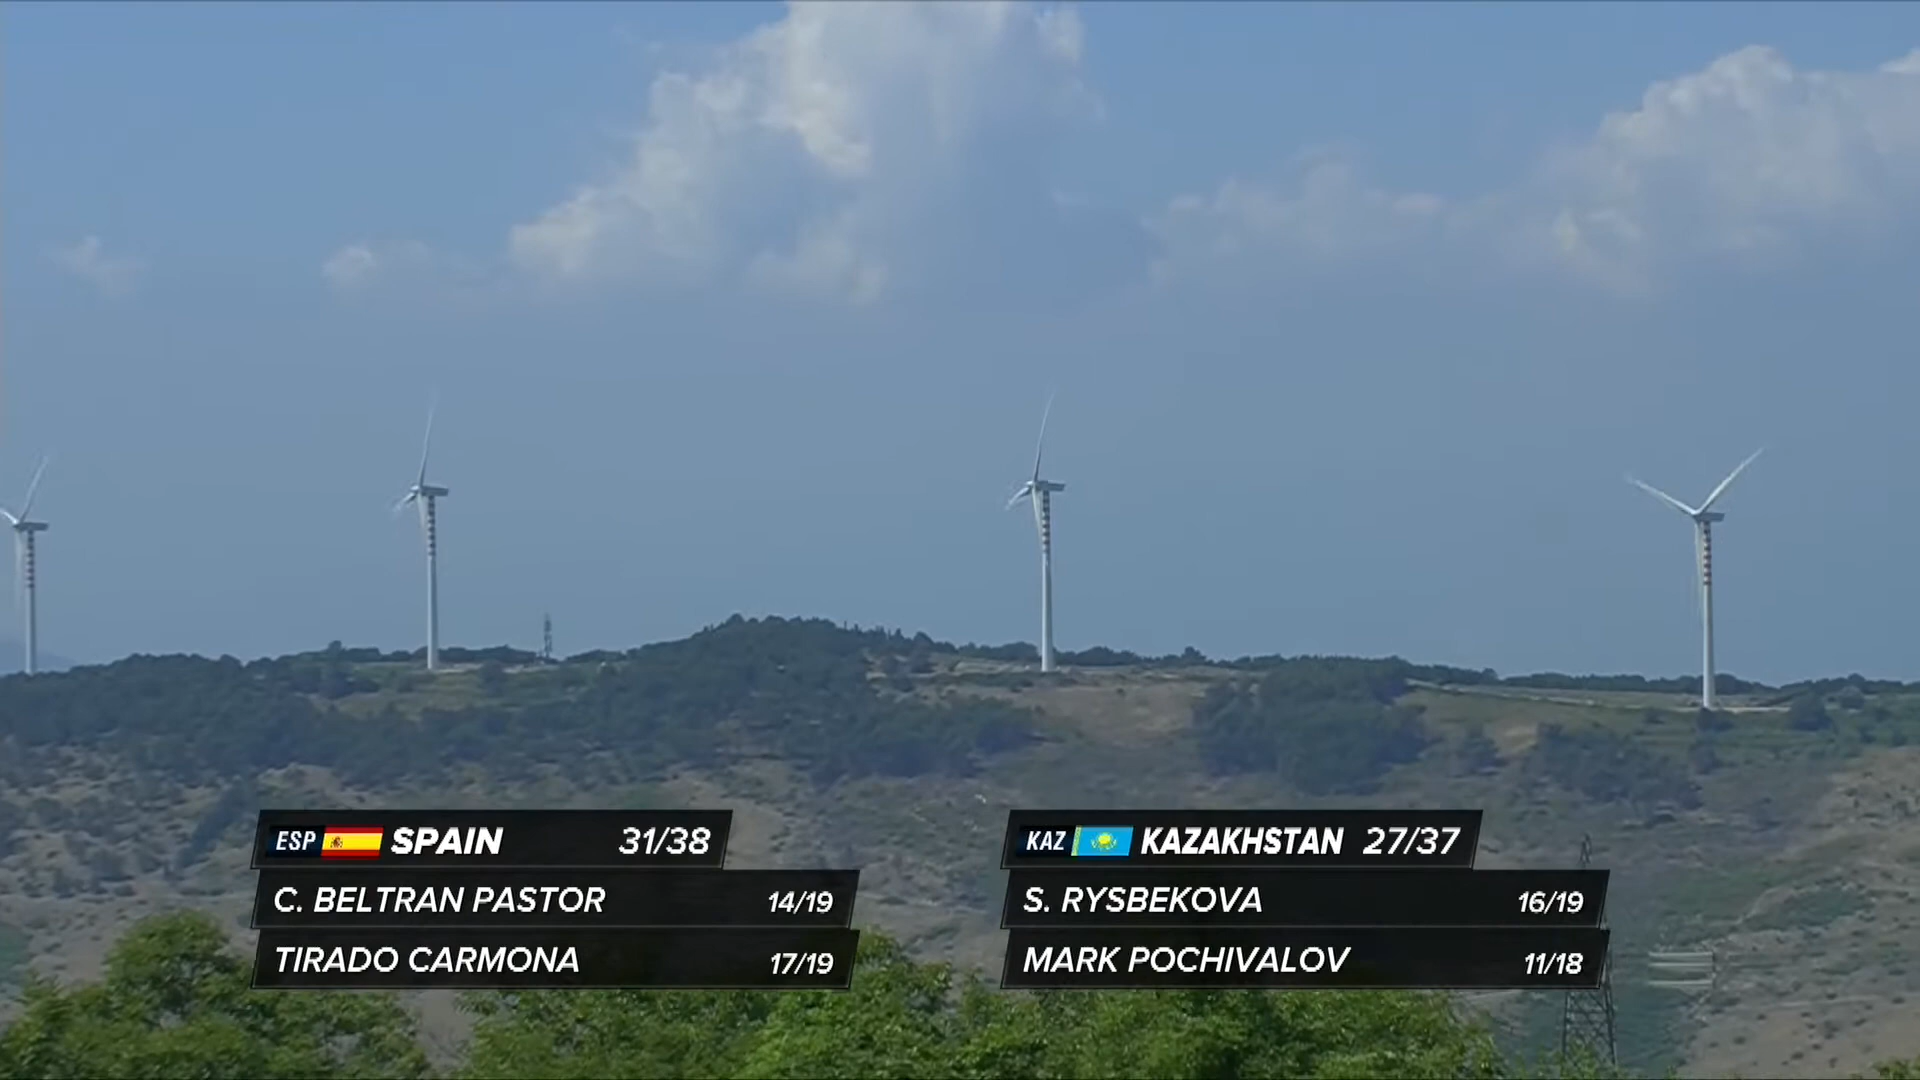 ESP SPAIN 31/38
C. BELTRAN PASTOR 14/19
TIRADO CARMONA 17/19
KAZ KAZAKHSTAN 27/37
S. RYSBEKOVA 16/19
MARK POCHIVALOV 11/18